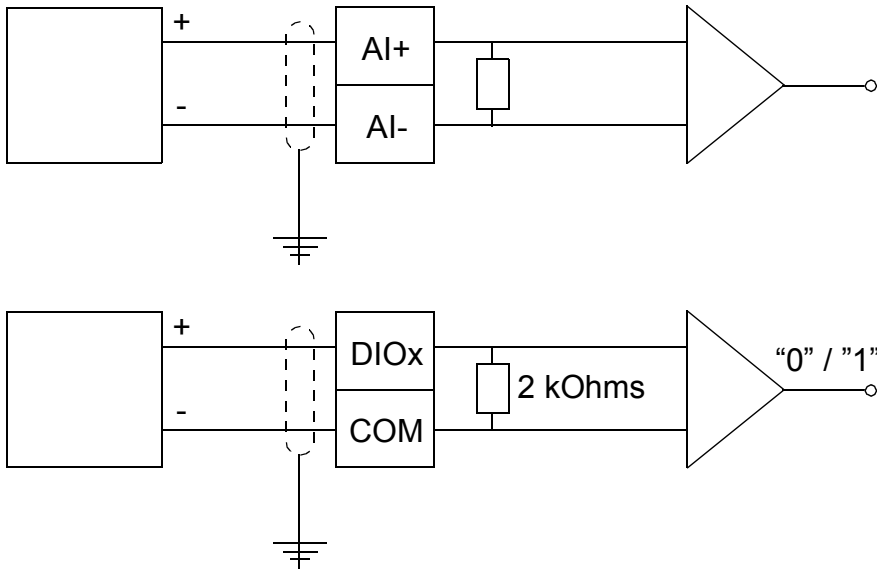 +
AI+
-
AI-
+
DIOx
“0” / ”1”
2 kOhms
-
COM